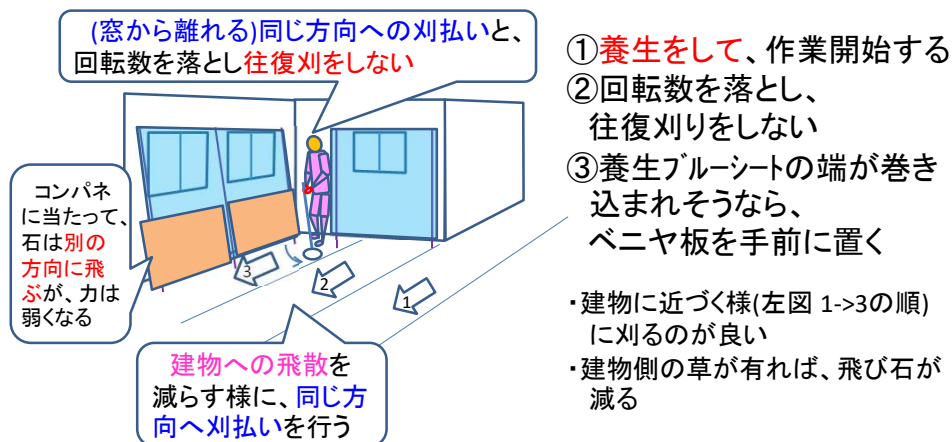 (窓から離れる)同じ方向への刈払いと、
回転数を落とし往復刈をしない
コンパネ
に当たって、
石は別の
方向に飛
ぶが、力は
弱くなる
3
2
1
建物への飛散を
減らす様に、同じ方
向へ刈払いを行う
①養生をして、作業開始する
②回転数を落とし、
往復刈りをしない
③養生ブルーシートの端が巻き
込まれそうなら、
ベニヤ板を手前に置く
・建物に近づく様(左図 1->3の順)
に刈るのが良い
・建物側の草が有れば、飛び石が
減る